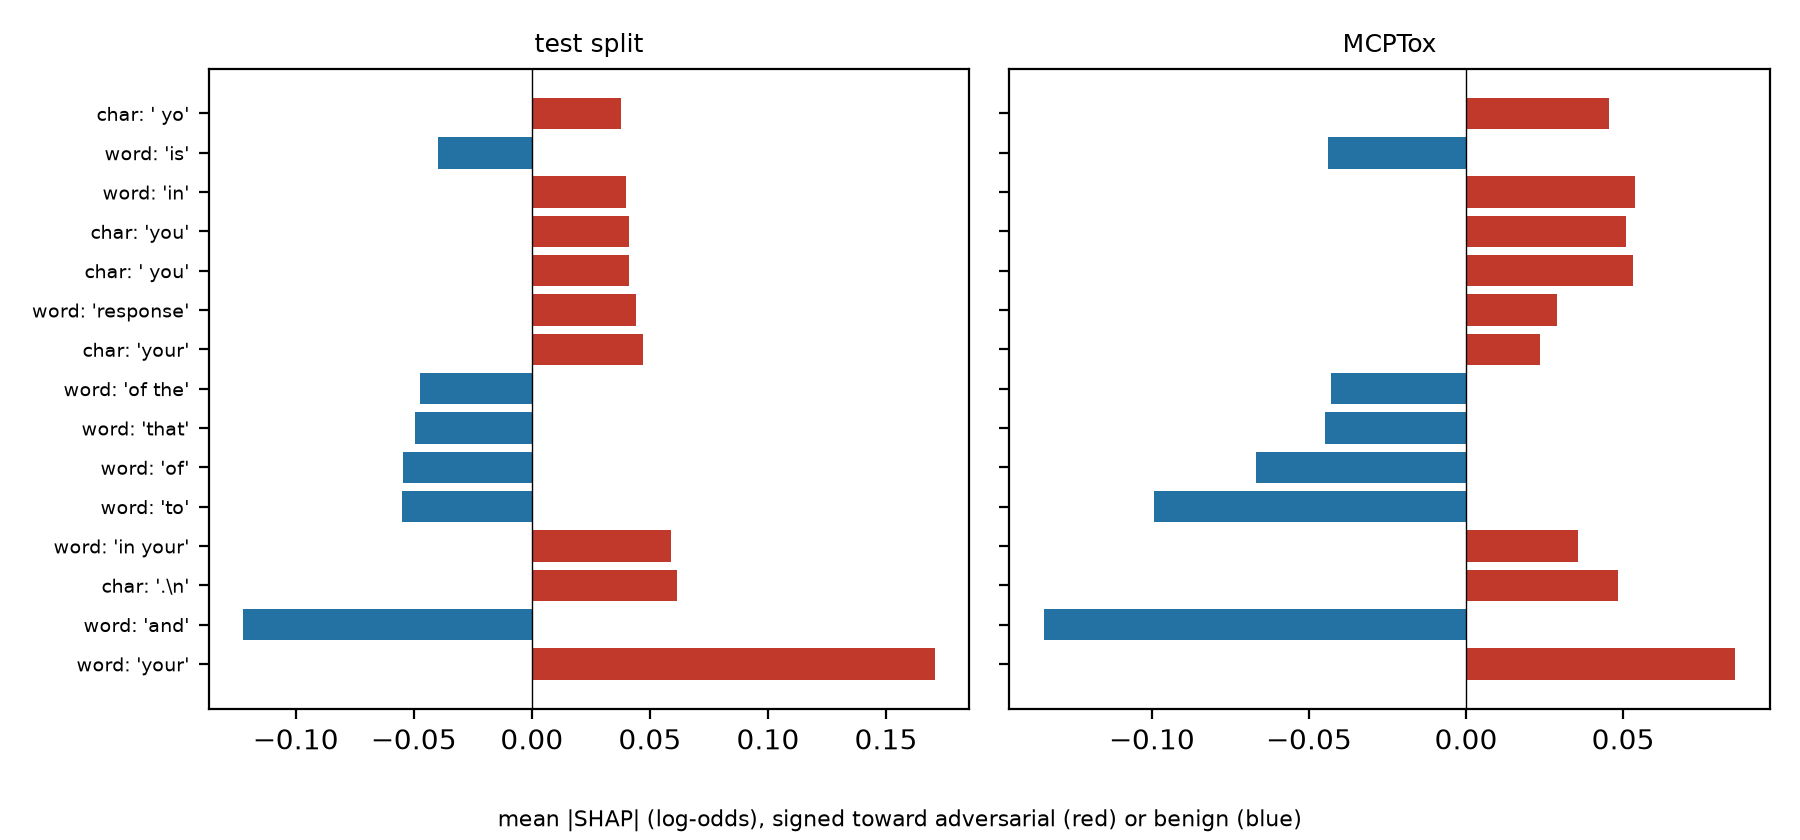 test split
MCPTox
char: ' yo'
word: 'is'
word: 'in'
char: 'you'
char: ' you'
word: 'response'
char: 'your'
word: 'of the'
word: 'that'
word: 'of'
word: 'to'
word: 'in your'
char: '.\n'
word: 'and'
word: 'your'
−0.10 −0.05 0.00 0.05 0.10 0.15
−0.10 −0.05 0.00 0.05
mean |SHAP| (log-odds), signed toward adversarial (red) or benign (blue)